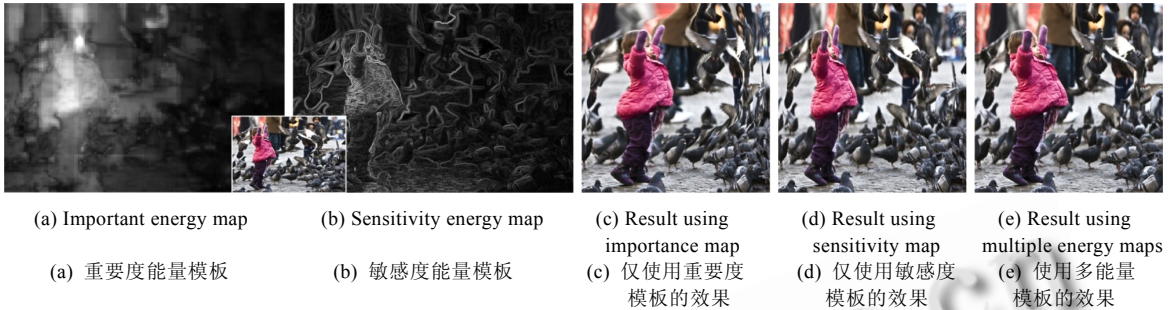 (a) Important energy map
(b) Sensitivity energy map
(c) Result using
importance map
(d) Result using
sensitivity map
(e) Result using
multiple energy maps
(a) 重要度能量模板
(b) 敏感度能量模板
(c) 仅使用重要度
模板的效果
(d) 仅使用敏感度
模板的效果
(e) 使用多能量
模板的效果